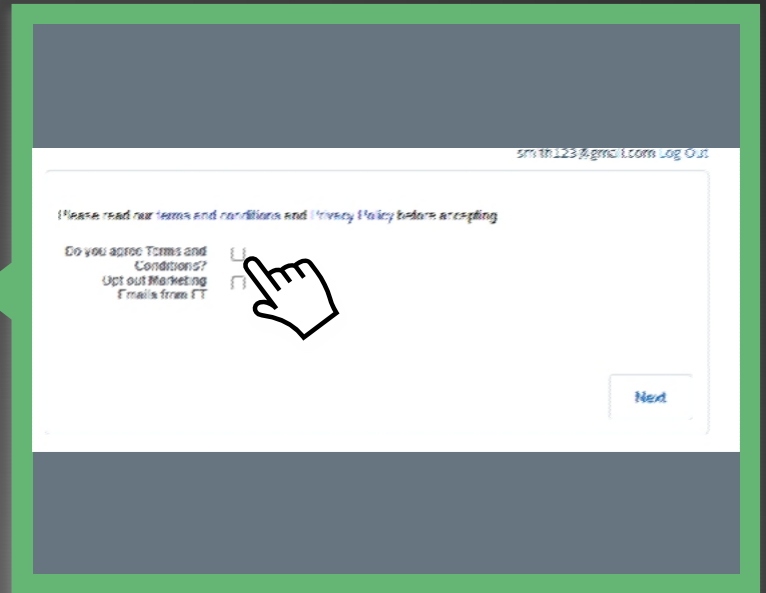 smith123@gmail.com Log Out
Please read our terms and conditions and Privacy Policy before accepting
Do you agree Terms and
Conditions?
Opt out Marketing
Emails from
Next